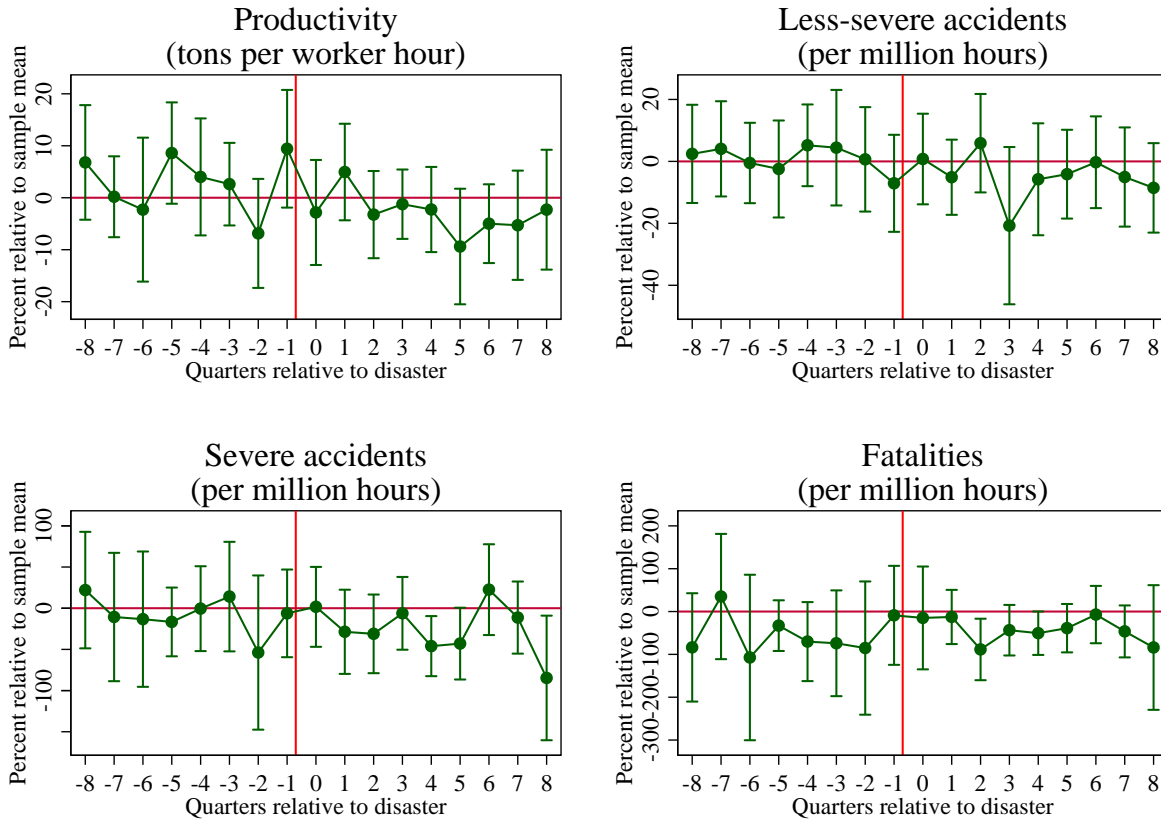 Productivity
(tons per worker hour)
Percent relative to sample mean
20
10
0
-10
-20
-8 -7 -6 -5 -4 -3 -2 -1 0 1 2 3 4 5 6 7 8
Quarters relative to disaster
Less-severe accidents
(per million hours)
Percent relative to sample mean
20
0
-20
-40
-8 -7 -6 -5 -4 -3 -2 -1 0 1 2 3 4 5 6 7 8
Quarters relative to disaster
Severe accidents
(per million hours)
Percent relative to sample mean
100
0
-100
-8 -7 -6 -5 -4 -3 -2 -1 0 1 2 3 4 5 6 7 8
Quarters relative to disaster
Fatalities
(per million hours)
Percent relative to sample mean
200
100
0
-100
-200
-300
-8 -7 -6 -5 -4 -3 -2 -1 0 1 2 3 4 5 6 7 8
Quarters relative to disaster